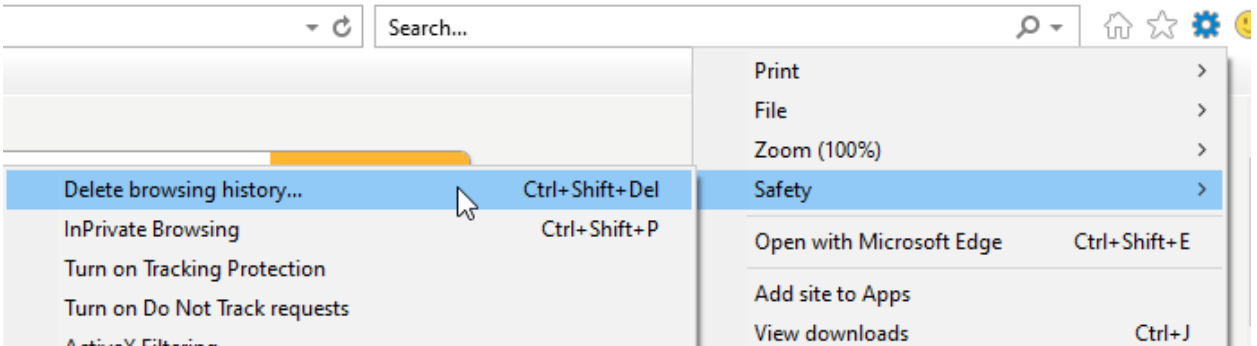 Search...
Print
File
Zoom (100%)
Safety
Delete browsing history... Ctrl+Shift+Del
InPrivate Browsing Ctrl+Shift+P
Turn on Tracking Protection
Turn on Do Not Track requests
ActiveX Filtering
Open with Microsoft Edge Ctrl+Shift+E
Add site to Apps
View downloads Ctrl+J